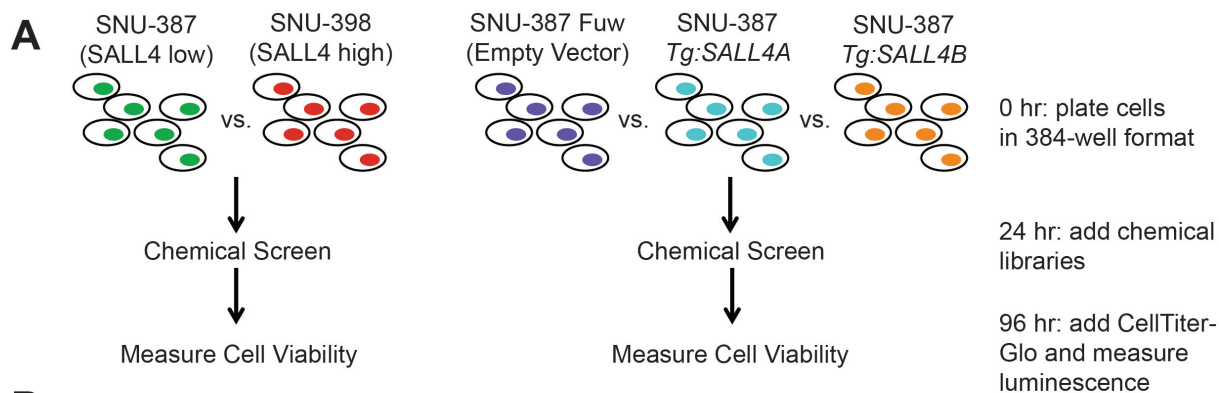 A
SNU-387
(SALL4 low)
SNU-398
(SALL4 high)
vs.
Chemical Screen
Measure Cell Viability
SNU-387 Fuw
(Empty Vector)
SNU-387
Tg:SALL4A
SNU-387
Tg:SALL4B
vs.
vs.
Chemical Screen
Measure Cell Viability
0 hr: plate cells
in 384-well format
24 hr: add chemical
libraries
96 hr: add CellTiter-
Glo and measure
luminescence